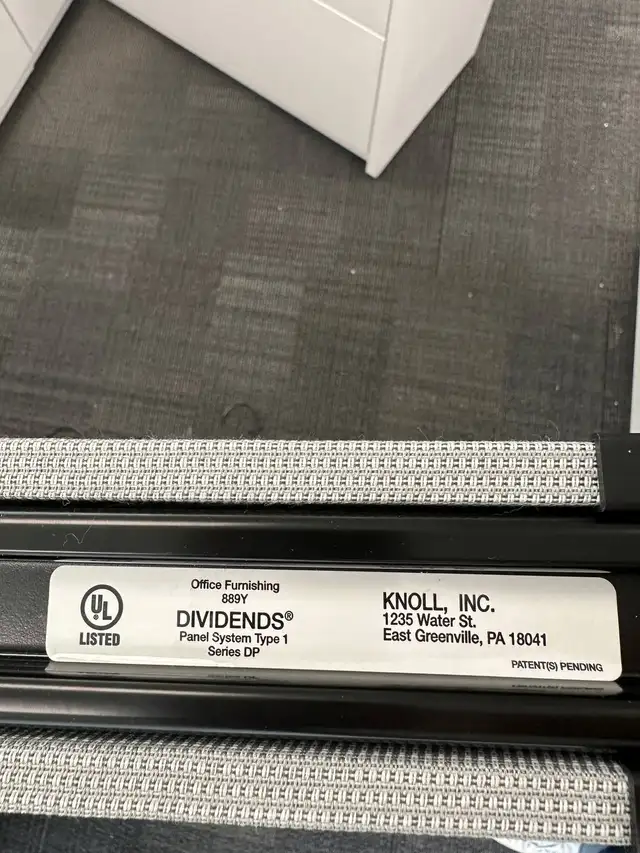 UL
LISTED
Office Furnishing
889Y
DIVIDENDS®
Panel System Type 1
Series DP
KNOLL, INC.
1235 Water St.
East Greenville, PA 18041
PATENT(S) PENDING